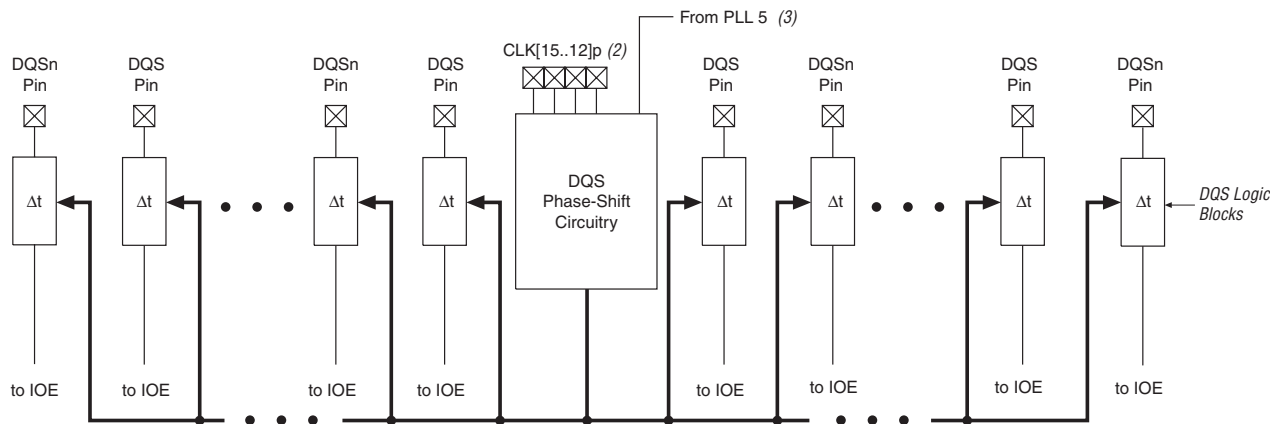 From PLL 5 (3)
CLK[15..12]p (2)
DQSn
Pin
DQS
Pin
DQSn
Pin
DQS
Pin
DQS
Pin
DQSn
Pin
DQS
Pin
DQSn
Pin
Δt
Δt
Δt
Δt
DQS
Phase-Shift
Circuitry
Δt
Δt
Δt
Δt
DQS Logic
Blocks
to IOE
to IOE
to IOE
to IOE
to IOE
to IOE
to IOE
to IOE